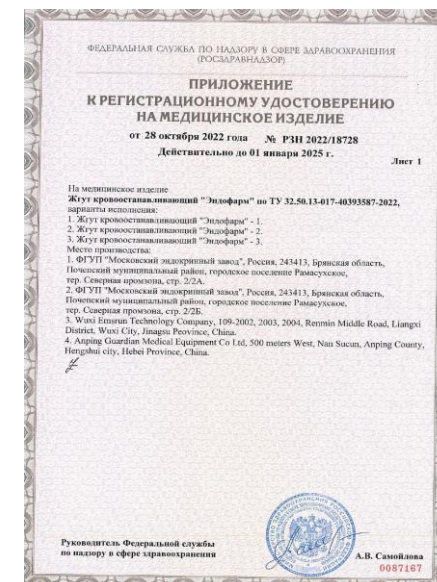 ФЕДЕРАЛЬНАЯ СЛУЖБА ПО НАДЗОРУ В СФЕРЕ ЗДРАВООХРАНЕНИЯ
(РОСЗДРАВНАДЗОР)
ПРИЛОЖЕНИЕ
К РЕГИСТРАЦИОННОМУ УДОСТОВЕРЕНИЮ
НА МЕДИЦИНСКОЕ ИЗДЕЛИЕ
от 28 октября 2022 года № РЗН 2022/18728
Действительно до 01 января 2025 г.
Лист 1
На медицинское изделие
Жгут кровоостанавливающий "Эндофарм" по ТУ 32.50.13-017-40393587-2022,
варианты исполнения:
1. Жгут кровоостанавливающий "Эндофарм" - 1.
2. Жгут кровоостанавливающий "Эндофарм" - 2.
3. Жгут кровоостанавливающий "Эндофарм" - 3.
Место производства:
1. ФГУП "Московский эндокринный завод", Россия, 243413, Брянская область,
Почепский муниципальный район, городское поселение Рамасухское,
тер. Северная промзона, стр. 2/2А.
2. ФГУП "Московский эндокринный завод", Россия, 243413, Брянская область,
Почепский муниципальный район, городское поселение Рамасухское,
тер. Северная промзона, стр. 2/2Б.
3. Wuxi Emsrun Technology Company, 109-2002, 2003, 2004, Renmin Middle Road, Liangxi
District, Wuxi City, Jinagsu Peovince, China.
4. Anping Guardian Medical Equipment Co Ltd, 500 meters West, Nan Sucun, Anping County,
Hengshui city, Hebei Province, China.
Руководитель Федеральной службы
по надзору в сфере здравоохранения
А.В. Самойлова
0087167